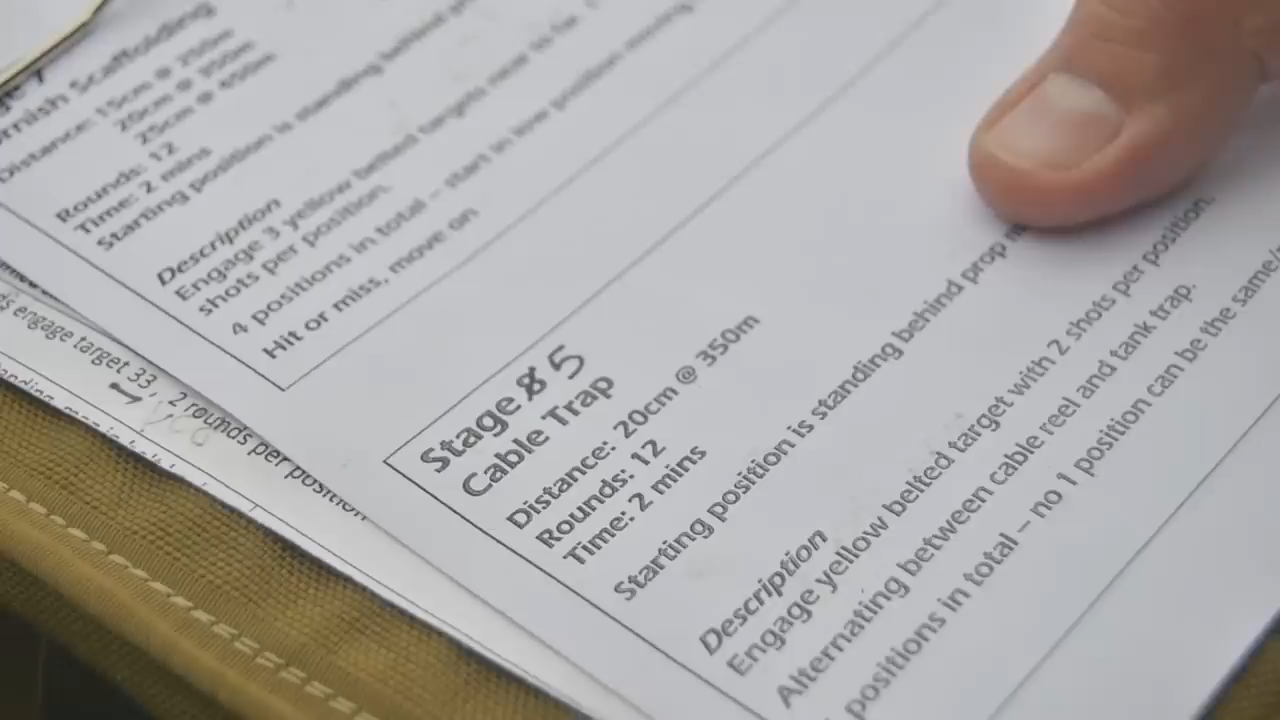 Scaffolding
Distance: 15cm @ 250m
20cm @ 350m
25cm @ 450m
Rounds: 12
Time: 2 mins
Starting position is standing behind
Description
Engage 3 yellow belted targets
shots per position.
4 positions in total – start in low position
Hit or miss, move on
engage target 33, 2 rounds per position
Stage 8 5
Cable Trap
Distance: 20cm @ 350m
Rounds: 12
Time: 2 mins
Starting position is standing behind prop
Description
Engage yellow belted target with 2 shots per position.
Alternating between cable reel and tank trap.
positions in total – no 1 position can be the same/